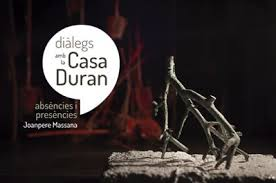 diàlegs
amb la
Casa
Duran
absències i
presències
Joanpere Massana